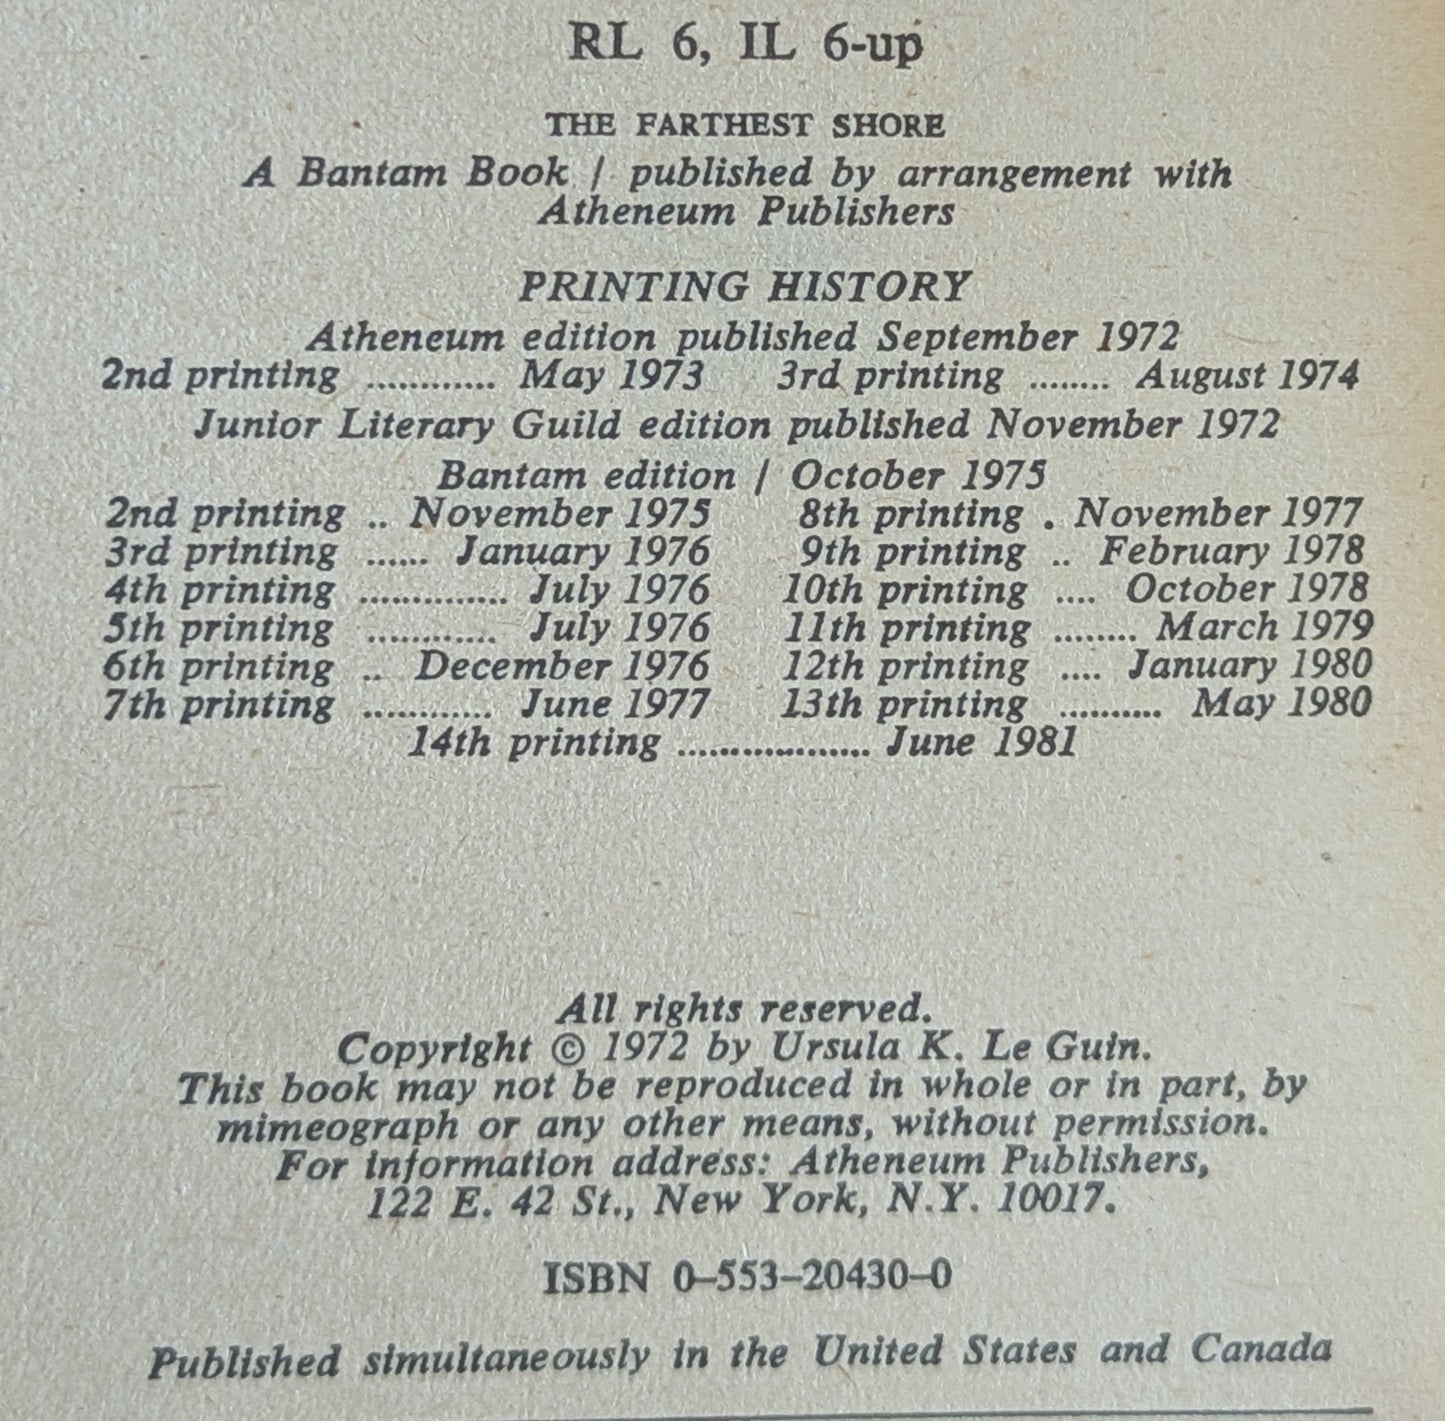 RL 6, IL 6-up
THE FARTHEST SHORE
A Bantam Book / published by arrangement with
Atheneum Publishers
PRINTING HISTORY
Atheneum edition published September 1972
2nd printing ............ May 1973 3rd printing ........ August 1974
Junior Literary Guild edition published November 1972
Bantam edition / October 1975
2nd printing .. November 1975 8th printing . November 1977
3rd printing ...... January 1976 9th printing .. February 1978
4th printing .............. July 1976 10th printing .... October 1978
5th printing ............ July 1976 11th printing ........ March 1979
6th printing .. December 1976 12th printing .... January 1980
7th printing ............ June 1977 13th printing .......... May 1980
14th printing ................... June 1981
All rights reserved.
Copyright © 1972 by Ursula K. Le Guin.
This book may not be reproduced in whole or in part, by
mimeograph or any other means, without permission.
For information address: Atheneum Publishers,
122 E. 42 St., New York, N.Y. 10017.
ISBN 0–553–20430–0
Published simultaneously in the United States and Canada